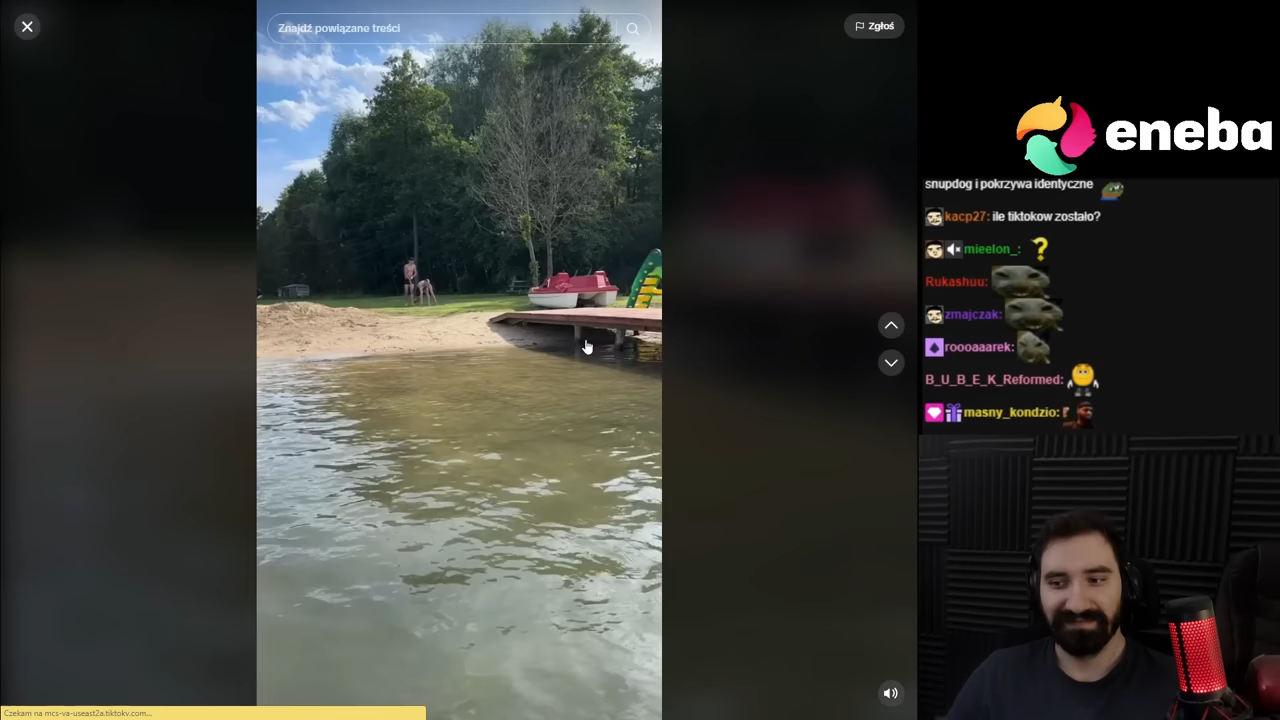 Znajdź powiązane treści
Zgłoś
eneba
snupdog i pokrzywa identyczne
kacp27: ile tiktokow zostało?
mieelon_:
Rukashuu:
zmajczak:
roooaaarek:
B_U_B_E_K_Reformed:
masny_kondzio:
Czekam na mcs-va-useast2a.tiktokv.com...